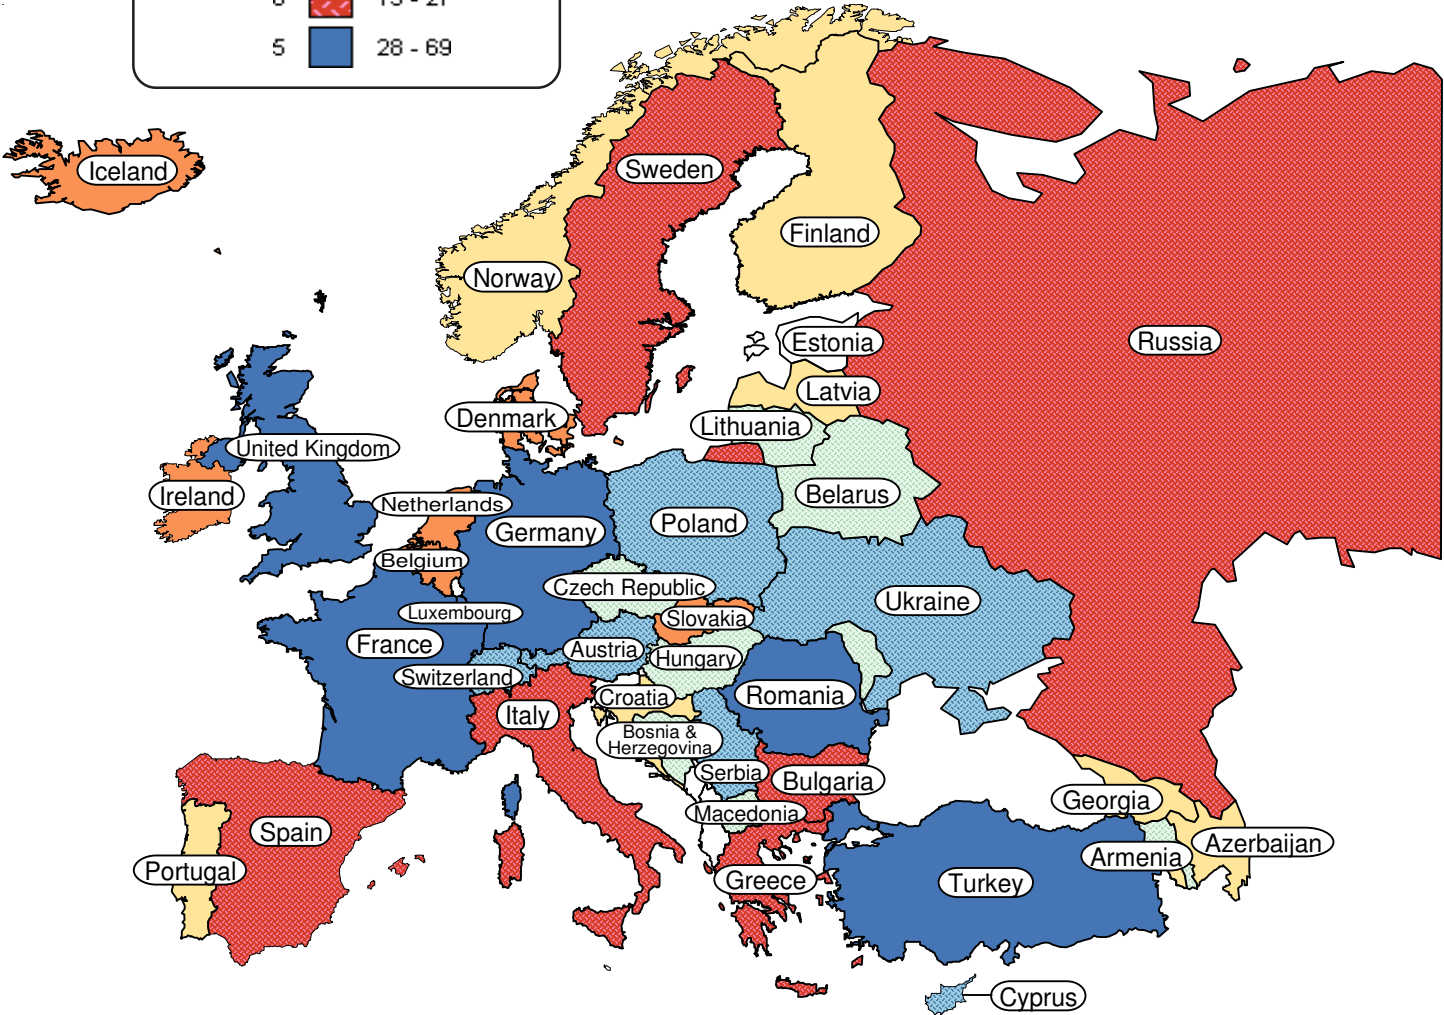 5 28 - 69
Iceland
Sweden
Finland
Norway
Estonia
Russia
Latvia
Denmark
Lithuania
United Kingdom
Ireland
Netherlands
Belarus
Poland
Germany
Belgium
Czech Republic
Ukraine
Luxembourg
Slovakia
France
Austria
Hungary
Switzerland
Croatia
Romania
Italy
Bosnia &
Herzegovina
Serbia
Bulgaria
Georgia
Macedonia
Spain
Azerbaijan
Armenia
Portugal
Greece
Turkey
Cyprus